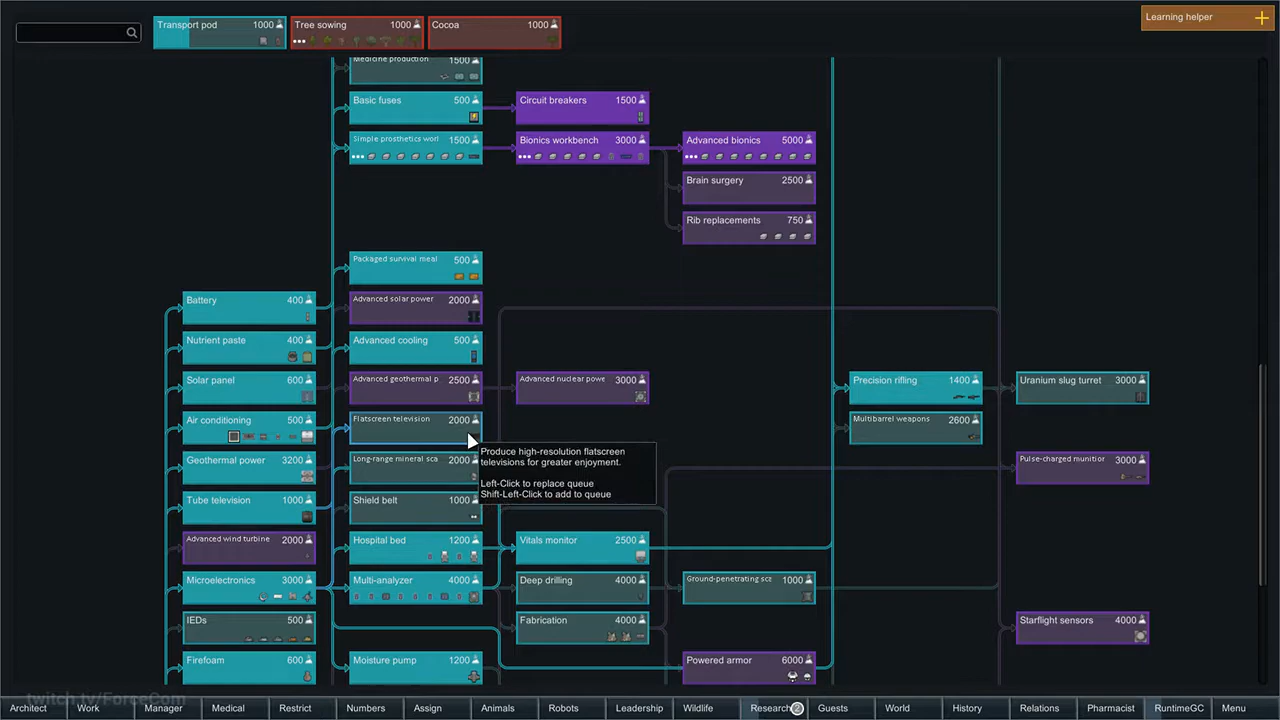 Transport pod 1000
Tree sowing 1000
Cocoa 1000
Learning helper
Medicine production 1500
Basic fuses 500
Circuit breakers 1500
Simple prosthetics worl 1500
Bionics workbench 3000
Advanced bionics 5000
Brain surgery 2500
Rib replacements 750
Packaged survival meal 500
Battery 400
Advanced solar power 2000
Nutrient paste 400
Advanced cooling 500
Solar panel 600
Advanced geothermal p 2500
Advanced nuclear powe 3000
Precision rifling 1400
Uranium slug turret 3000
Air conditioning 500
Flatscreen television 2000
Multibarrel weapons 2600
Produce high-resolution flatscreen
televisions for greater enjoyment.
Left-Click to replace queue
Shift-Left-Click to add to queue
Geothermal power 3200
Long-range mineral sca 2000
Pulse-charged munition 3000
Tube television 1000
Shield belt 1000
Advanced wind turbine 2000
Hospital bed 1200
Vitals monitor 2500
Microelectronics 3000
Multi-analyzer 4000
Deep drilling 4000
Ground-penetrating sca 1000
IEDs 500
Fabrication 4000
Starflight sensors 4000
Firefoam 600
Moisture pump 1200
Powered armor 6000
twitch.tv/ForceCom
Architect Work Manager Medical Restrict Numbers Assign Animals Robots Leadership Wildlife Research 2 Guests World History Relations Pharmacist RuntimeGC Menu